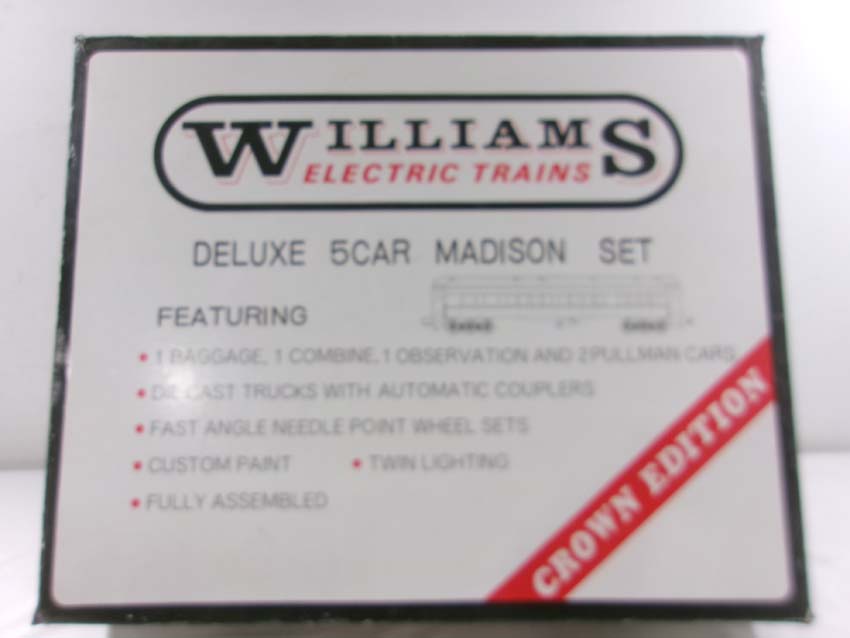 WILLIAMS
ELECTRIC TRAINS
DELUXE 5CAR MADISON SET
FEATURING
• 1 BAGGAGE, 1 COMBINE, 1 OBSERVATION AND 2 PULLMAN CARS
• DIE CAST TRUCKS WITH AUTOMATIC COUPLERS
• FAST ANGLE NEEDLE POINT WHEEL SETS
• CUSTOM PAINT • TWIN LIGHTING
• FULLY ASSEMBLED
CROWN EDITION